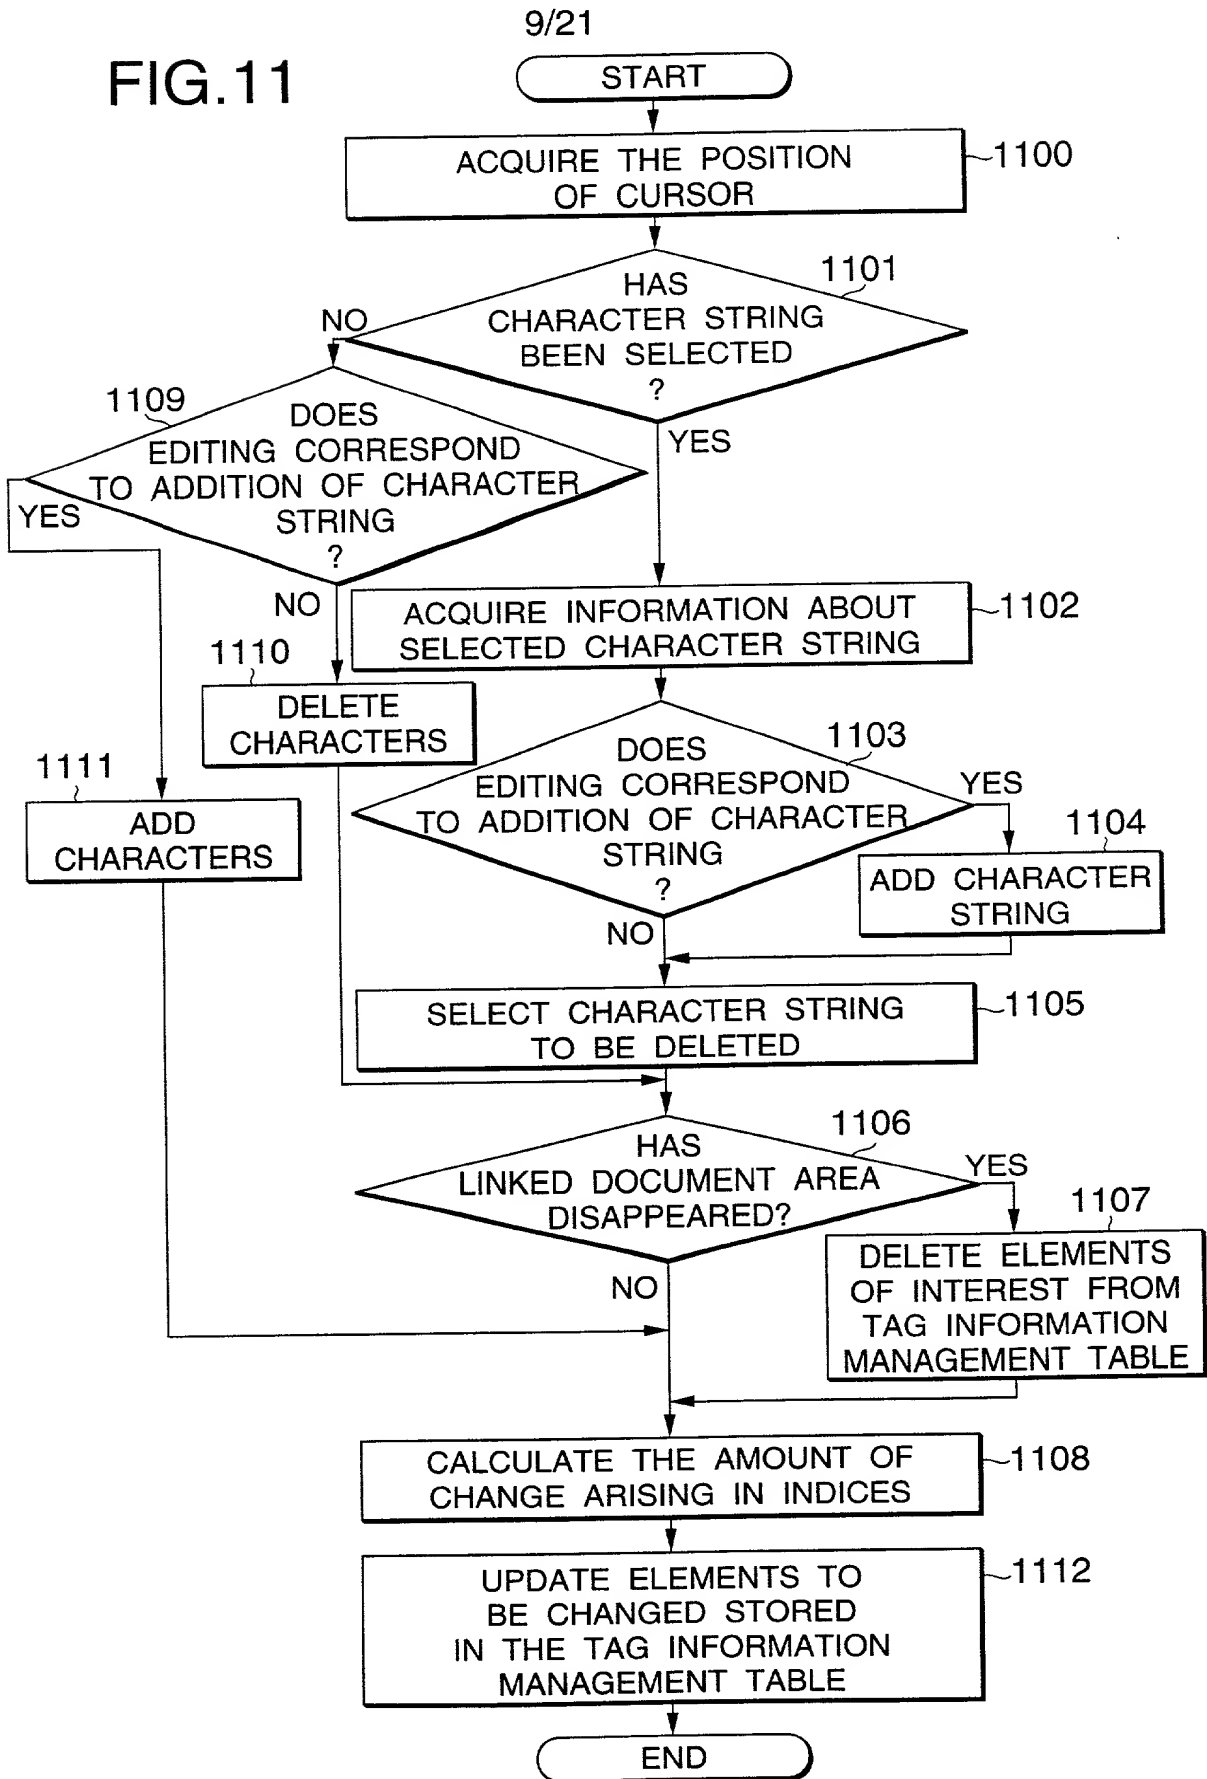 9/21
FIG.11
START
ACQUIRE THE POSITION
OF CURSOR
1100
1101
HAS
CHARACTER STRING
BEEN SELECTED
?
NO
YES
1109
DOES
EDITING CORRESPOND
TO ADDITION OF CHARACTER
STRING
?
YES
NO
ACQUIRE INFORMATION ABOUT
SELECTED CHARACTER STRING
1102
1110
DELETE
CHARACTERS
1111
ADD
CHARACTERS
1103
DOES
EDITING CORRESPOND
TO ADDITION OF CHARACTER
STRING
?
YES
NO
1104
ADD CHARACTER
STRING
SELECT CHARACTER STRING
TO BE DELETED
1105
1106
HAS
LINKED DOCUMENT AREA
DISAPPEARED?
YES
NO
1107
DELETE ELEMENTS
OF INTEREST FROM
TAG INFORMATION
MANAGEMENT TABLE
CALCULATE THE AMOUNT OF
CHANGE ARISING IN INDICES
1108
UPDATE ELEMENTS TO
BE CHANGED STORED
IN THE TAG INFORMATION
MANAGEMENT TABLE
1112
END